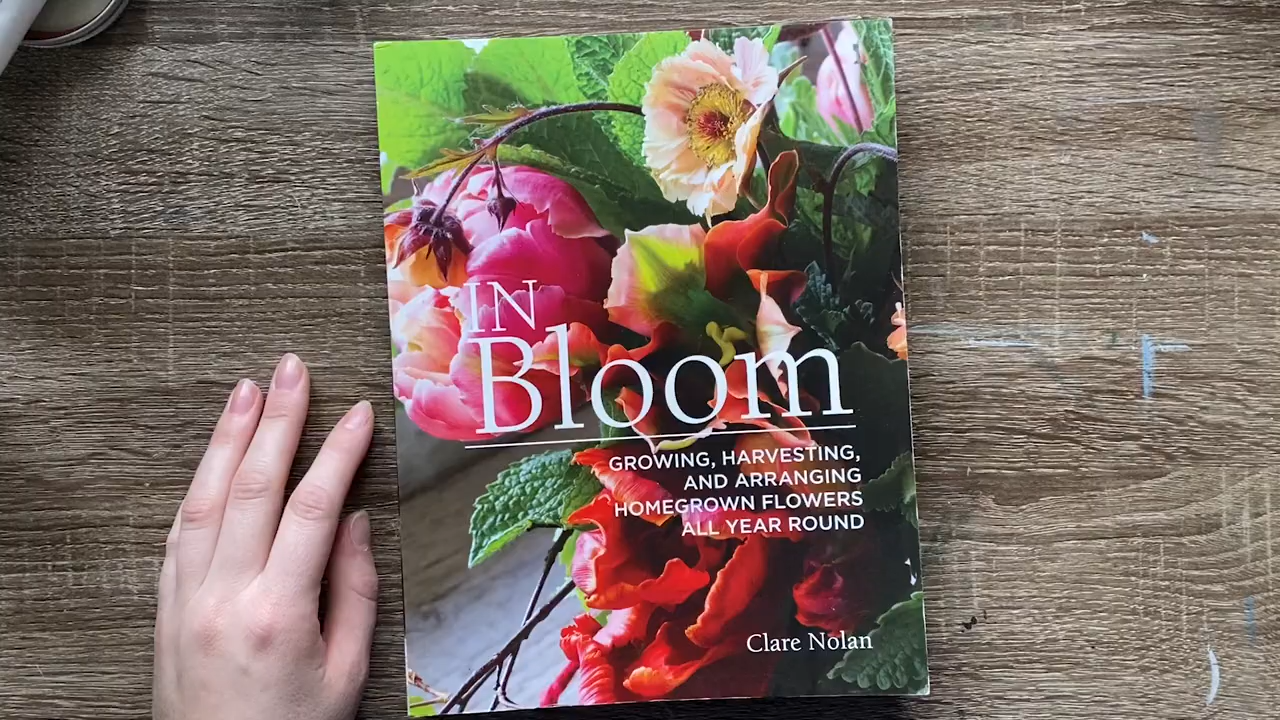 IN
Bloom
GROWING, HARVESTING,
AND ARRANGING
HOMEGROWN FLOWERS
ALL YEAR ROUND
Clare Nolan